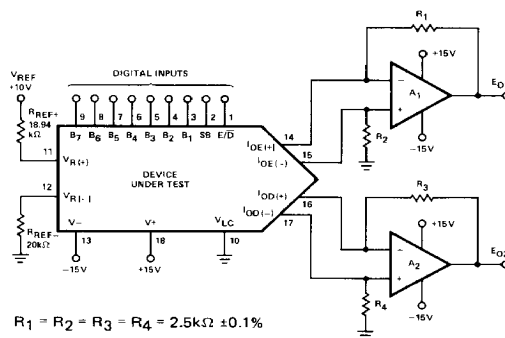 R1
+15V
A1
EO1
−15V
R2
VREF
+10V
DIGITAL INPUTS
9 8 7 6 5 4 3 2 1
B7 B6 B5 B4 B3 B2 B1 SB E/D̅
RREF+
18.94
kΩ
11
VR(+)
12
VR(−)
RREF−
20kΩ
DEVICE
UNDER TEST
V−
V+
VLC
13
18
10
−15V
+15V
IOE(+)
14
IOE(−)
15
IOD(+)
16
IOD(−)
17
R3
+15V
A2
EO2
−15V
R4
R1 = R2 = R3 = R4 = 2.5kΩ ±0.1%